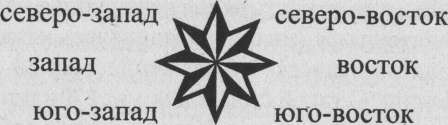 северо-запад северо-восток
запад восток
юго-запад юго-восток